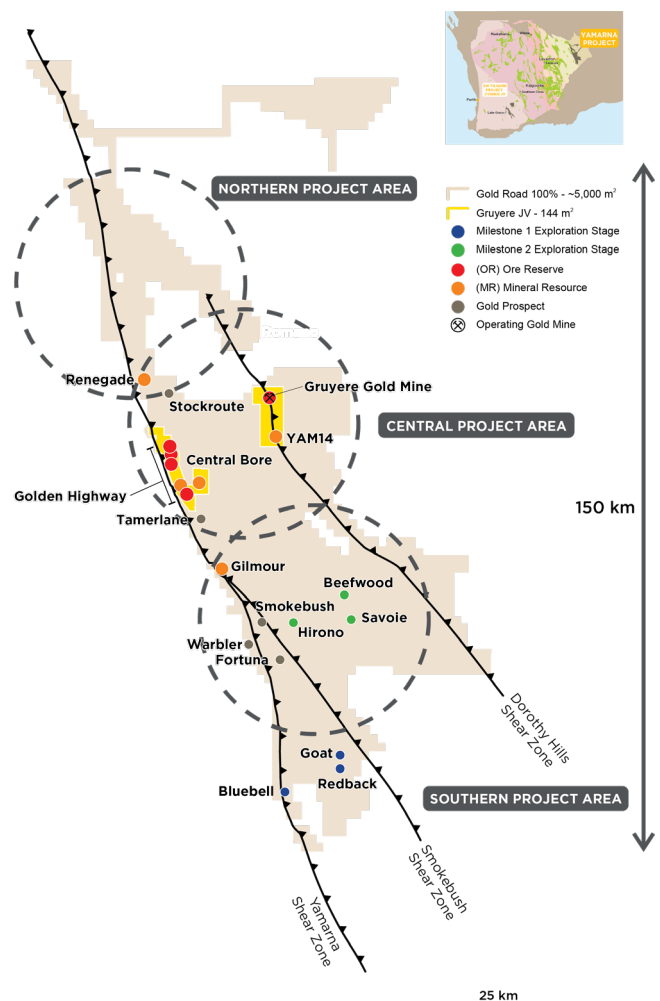 YAMARNA
PROJECT
NORTHERN PROJECT AREA
Gold Road 100% - ~5,000 m²
Gruyere JV - 144 m²
Milestone 1 Exploration Stage
Milestone 2 Exploration Stage
(OR) Ore Reserve
(MR) Mineral Resource
Gold Prospect
Operating Gold Mine
Renegade
Stockroute
Gruyere Gold Mine
YAM14
CENTRAL PROJECT AREA
Central Bore
Golden Highway
Tamerlane
150 km
Gilmour
Beefwood
Smokebush
Savoie
Hirono
Warbler
Fortuna
Dorothy Hills
Shear Zone
Goat
Redback
Bluebell
SOUTHERN PROJECT AREA
Smokebush
Shear Zone
Yamarna
Shear Zone
25 km